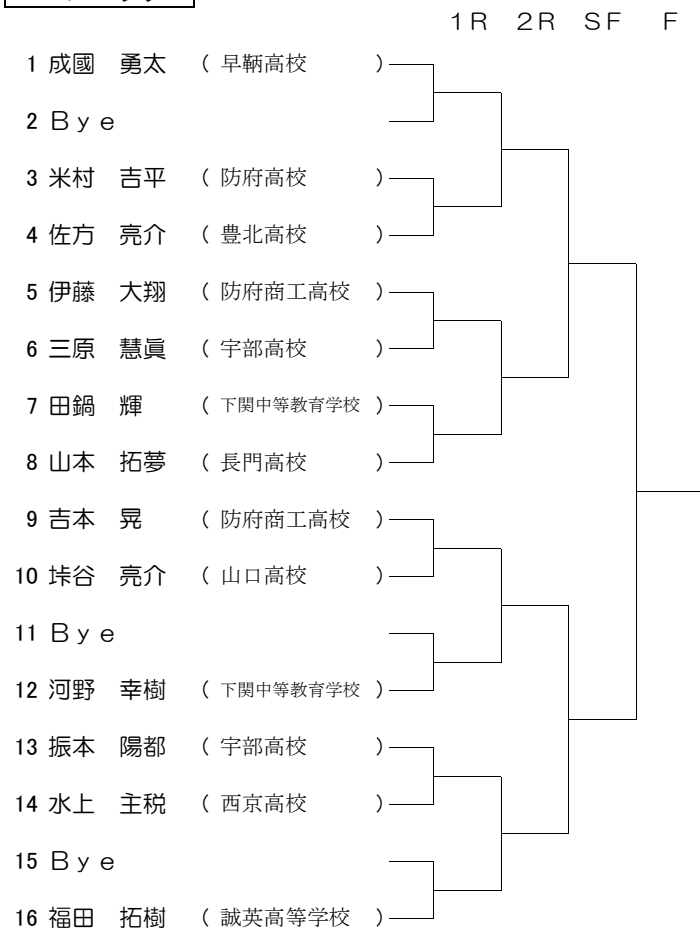 1R 2R SF F
1 成國 勇太 ( 早鞆高校 )
2 Bye
3 米村 吉平 ( 防府高校 )
4 佐方 亮介 ( 豊北高校 )
5 伊藤 大翔 ( 防府商工高校 )
6 三原 慧眞 ( 宇部高校 )
7 田鍋 輝 ( 下関中等教育学校 )
8 山本 拓夢 ( 長門高校 )
9 吉本 晃 ( 防府商工高校 )
10 垰谷 亮介 ( 山口高校 )
11 Bye
12 河野 幸樹 ( 下関中等教育学校 )
13 振本 陽都 ( 宇部高校 )
14 水上 主税 ( 西京高校 )
15 Bye
16 福田 拓樹 ( 誠英高等学校 )